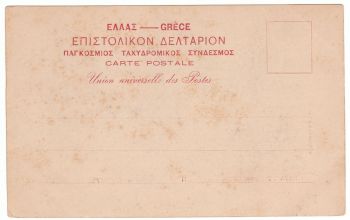 ΕΛΛΑΣ — GRÈCE
ΕΠΙΣΤΟΛΙΚΟΝ ΔΕΛΤΑΡΙΟΝ
ΠΑΓΚΟΣΜΙΟΣ ΤΑΧΥΔΡΟΜΙΚΟΣ ΣΥΝΔΕΣΜΟΣ
CARTE POSTALE
Union universelle des Postes